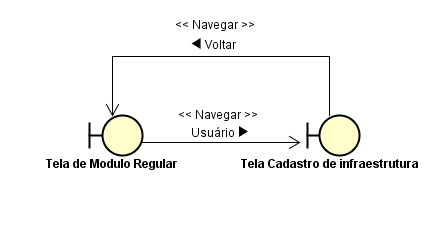 << Navegar >>
◀ Voltar
<< Navegar >>
Usuário ▶
Tela de Modulo Regular
Tela Cadastro de infraestrutura